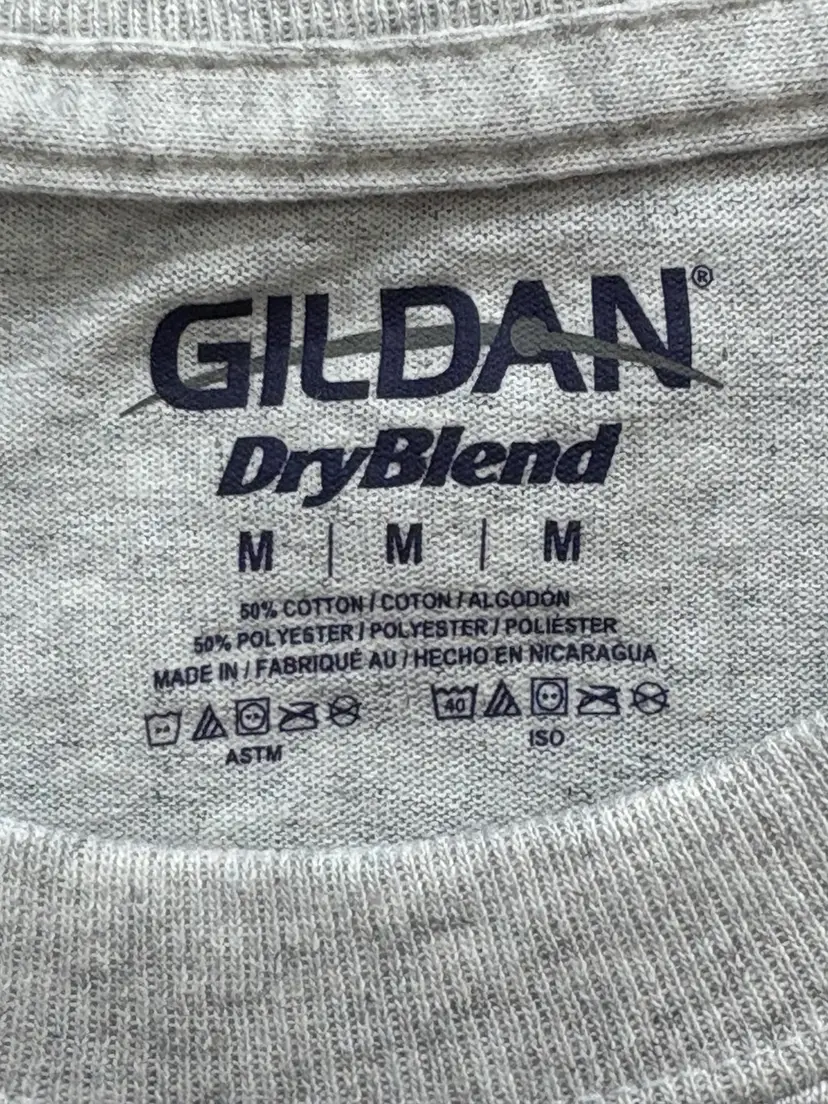 GILDAN®
DryBlend
M | M | M
50% COTTON / COTON / ALGODÓN
50% POLYESTER / POLYESTER / POLIÉSTER
MADE IN / FABRIQUÉ AU / HECHO EN NICARAGUA
40
ASTM
ISO